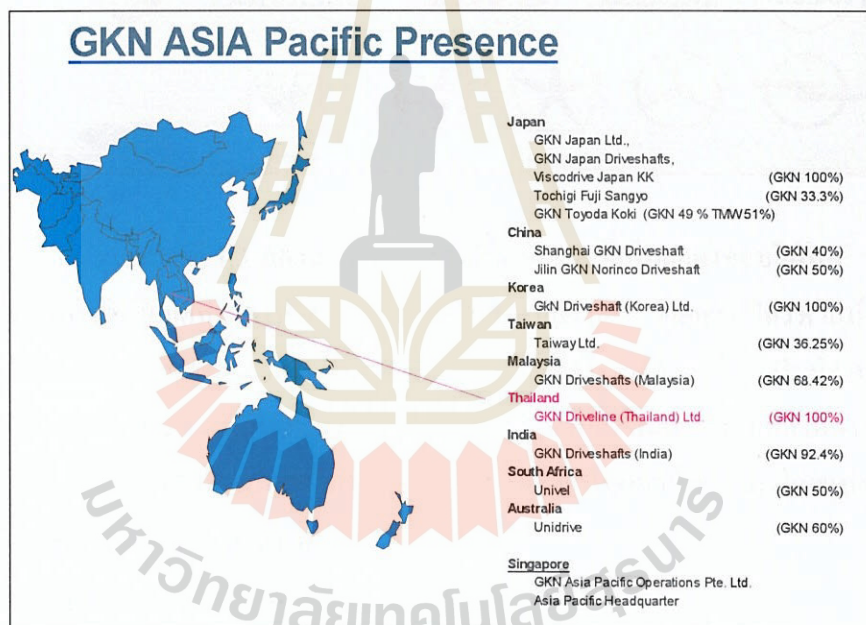 GKN ASIA Pacific Presence
Japan
GKN Japan Ltd.,
GKN Japan Driveshafts,
Viscodrive Japan KK (GKN 100%)
Tochigi Fuji Sangyo (GKN 33.3%)
GKN Toyoda Koki (GKN 49 % TMW51%)
China
Shanghai GKN Driveshaft (GKN 40%)
Jilin GKN Norinco Driveshaft (GKN 50%)
Korea
GkN Driveshaft (Korea) Ltd. (GKN 100%)
Taiwan
Taiway Ltd. (GKN 36.25%)
Malaysia
GKN Driveshafts (Malaysia) (GKN 68.42%)
Thailand
GKN Driveline (Thailand) Ltd. (GKN 100%)
India
GKN Driveshafts (India) (GKN 92.4%)
South Africa
Univel (GKN 50%)
Australia
Unidrive (GKN 60%)
Singapore
GKN Asia Pacific Operations Pte. Ltd.
Asia Pacific Headquarter
มหาวิทยาลัยเทคโนโลยีสุรนารี